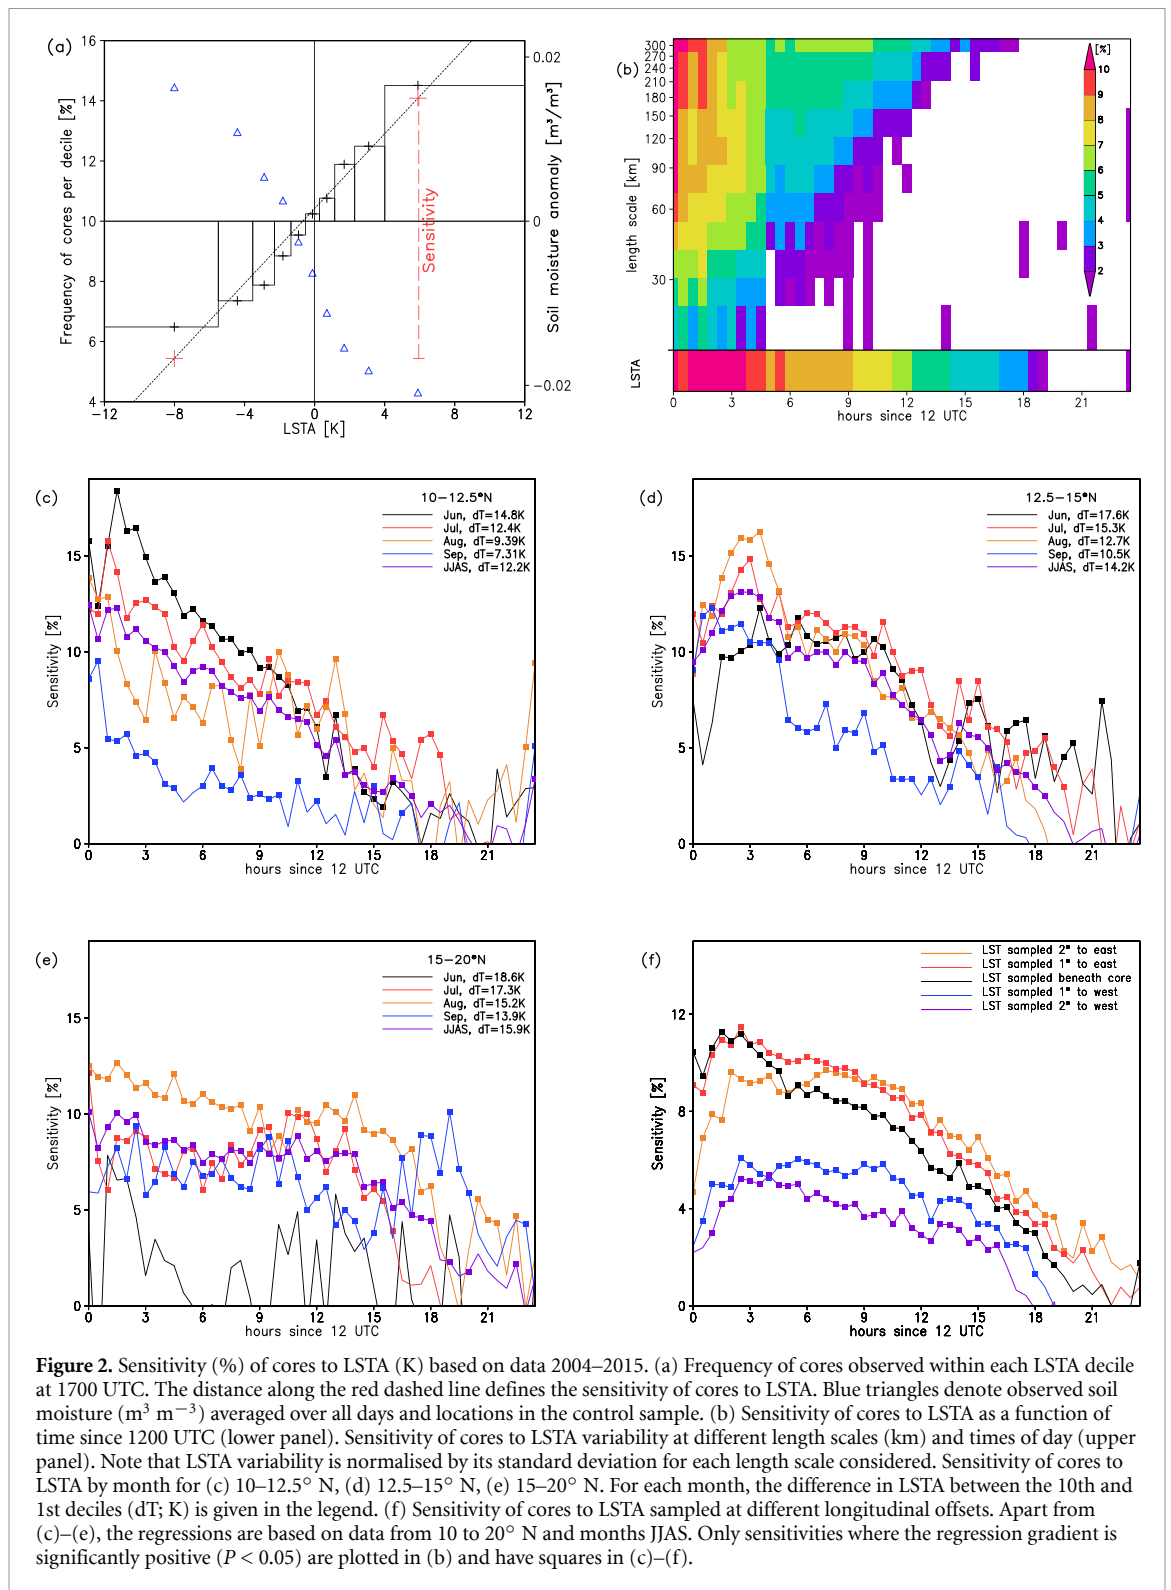 (a)
16
14
12
10
8
6
4
Frequency of cores per decile [%]
−12
−8
−4
0
4
8
12
LSTA [K]
0.02
0
−0.02
Soil moisture anomaly [m³/m³]
Sensitivity
(b)
300
270
240
210
180
150
120
90
60
30
length scale [km]
LSTA
[%]
10
9
8
7
6
5
4
3
2
0
3
6
9
12
15
18
21
hours since 12 UTC
(c)
10−12.5°N
Jun, dT=14.8K
Jul, dT=12.4K
Aug, dT=9.39K
Sep, dT=7.31K
JJAS, dT=12.2K
15
10
5
0
Sensitivity [%]
0
3
6
9
12
15
18
21
hours since 12 UTC
(d)
12.5−15°N
Jun, dT=17.6K
Jul, dT=15.3K
Aug, dT=12.7K
Sep, dT=10.5K
JJAS, dT=14.2K
15
10
5
0
Sensitivity [%]
0
3
6
9
12
15
18
21
hours since 12 UTC
(e)
15−20°N
Jun, dT=18.6K
Jul, dT=17.3K
Aug, dT=15.2K
Sep, dT=13.9K
JJAS, dT=15.9K
15
10
5
0
Sensitivity [%]
0
3
6
9
12
15
18
21
hours since 12 UTC
(f)
LST sampled 2° to east
LST sampled 1° to east
LST sampled beneath core
LST sampled 1° to west
LST sampled 2° to west
12
8
4
0
Sensitivity [%]
0
3
6
9
12
15
18
21
hours since 12 UTC
Figure 2. Sensitivity (%) of cores to LSTA (K) based on data 2004–2015. (a) Frequency of cores observed within each LSTA decile
at 1700 UTC. The distance along the red dashed line defines the sensitivity of cores to LSTA. Blue triangles denote observed soil
moisture (m³ m−³) averaged over all days and locations in the control sample. (b) Sensitivity of cores to LSTA as a function of
time since 1200 UTC (lower panel). Sensitivity of cores to LSTA variability at different length scales (km) and times of day (upper
panel). Note that LSTA variability is normalised by its standard deviation for each length scale considered. Sensitivity of cores to
LSTA by month for (c) 10–12.5° N, (d) 12.5–15° N, (e) 15–20° N. For each month, the difference in LSTA between the 10th and
1st deciles (dT; K) is given in the legend. (f) Sensitivity of cores to LSTA sampled at different longitudinal offsets. Apart from
(c)–(e), the regressions are based on data from 10 to 20° N and months JJAS. Only sensitivities where the regression gradient is
significantly positive (P < 0.05) are plotted in (b) and have squares in (c)–(f).